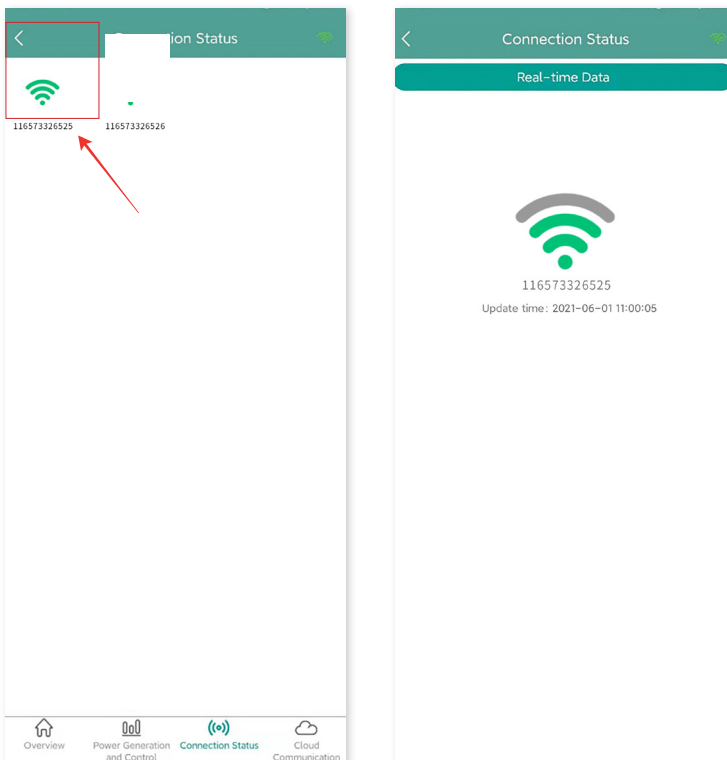 ion Status
116573326525 116573326526
Overview
Power Generation
and Control
Connection Status
Cloud
Communication
Connection Status
Real-time Data
116573326525
Update time: 2021-06-01 11:00:05